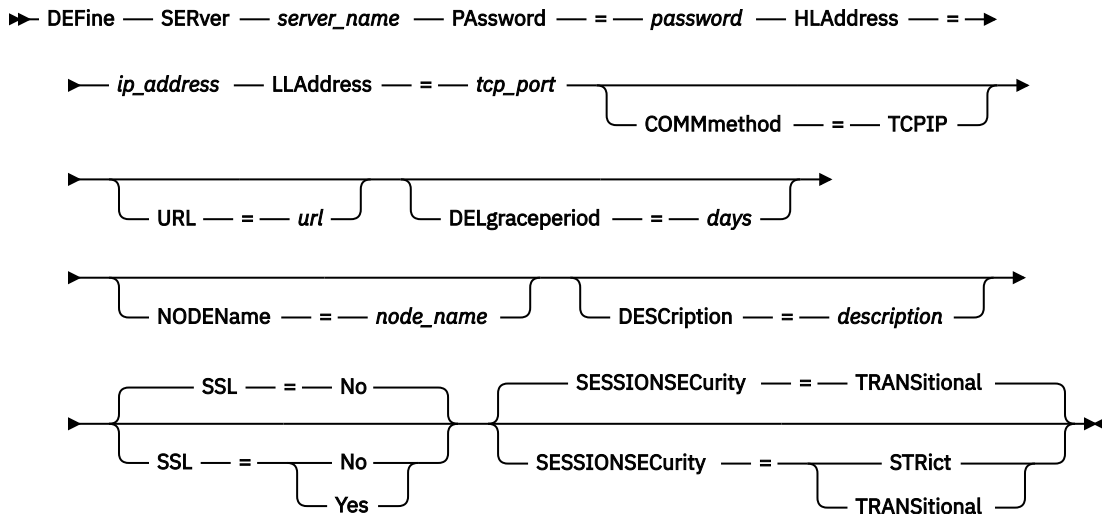 DEFine SERver server_name PAssword = password HLAddress =
ip_address LLAddress = tcp_port
COMMmethod = TCPIP
URL = url DELgraceperiod = days
NODEName = node_name DESCription = description
SSL = No SESSIONSECurity = TRANSitional
SSL = No SESSIONSECurity = STRict
Yes TRANSitional